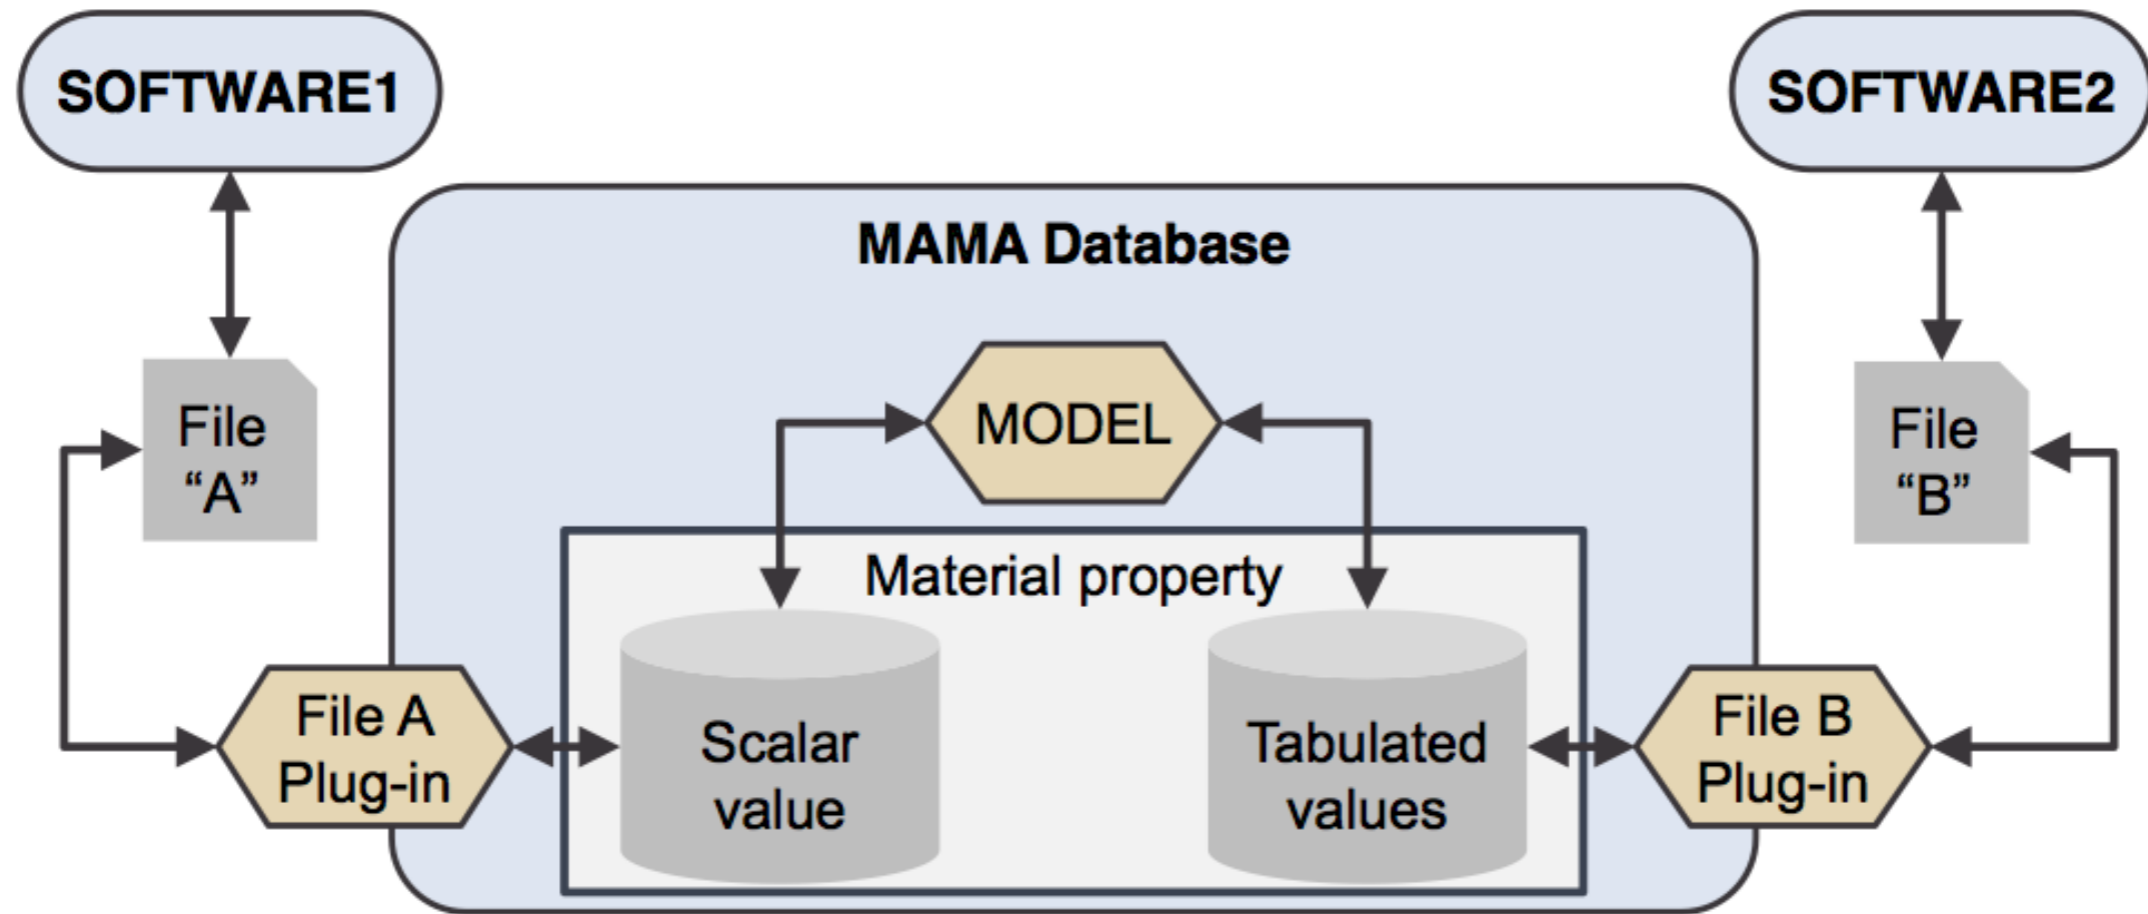 SOFTWARE1
SOFTWARE2
MAMA Database
MODEL
File
“A”
File
“B”
Material property
File A
Plug-in
Scalar
value
Tabulated
values
File B
Plug-in